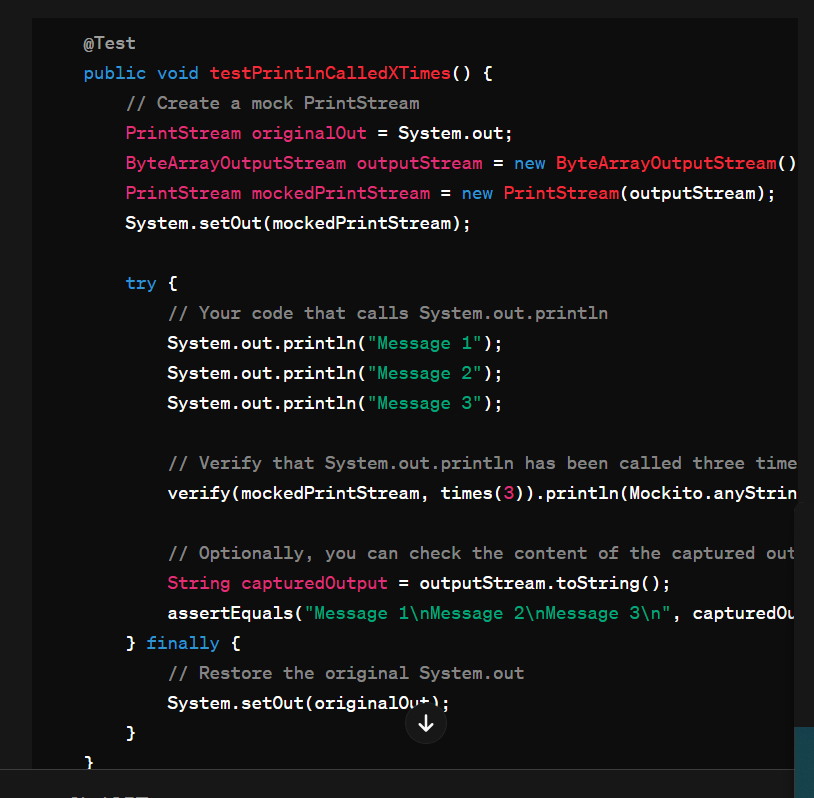 @Test
public void testPrintlnCalledXTimes() {
// Create a mock PrintStream
PrintStream originalOut = System.out;
ByteArrayOutputStream outputStream = new ByteArrayOutputStream()
PrintStream mockedPrintStream = new PrintStream(outputStream);
System.setOut(mockedPrintStream);
try {
// Your code that calls System.out.println
System.out.println("Message 1");
System.out.println("Message 2");
System.out.println("Message 3");
// Verify that System.out.println has been called three time
verify(mockedPrintStream, times(3)).println(Mockito.anyStrin
// Optionally, you can check the content of the captured out
String capturedOutput = outputStream.toString();
assertEquals("Message 1\nMessage 2\nMessage 3\n", capturedOu
} finally {
// Restore the original System.out
System.setOut(originalOut);
}
}